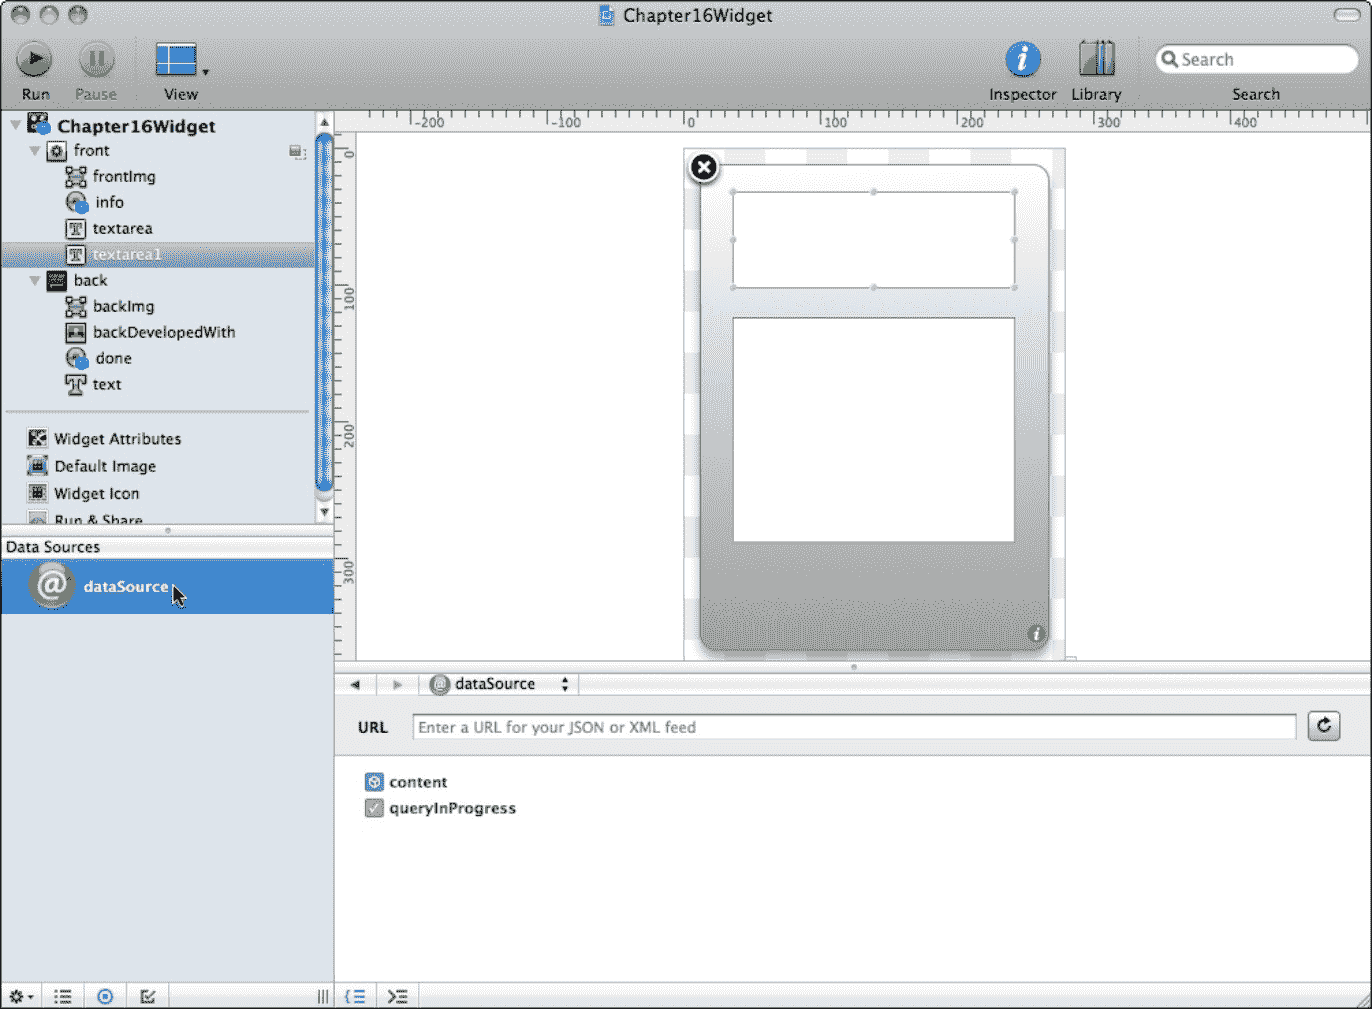 Chapter16Widget
Run Pause View Inspector Library Search
Search
Chapter16Widget
front
frontImg
info
textarea
textarea1
back
backImg
backDevelopedWith
done
text
Widget Attributes
Default Image
Widget Icon
Run & Share
Data Sources
@ dataSource
-200 -100 0 100 200 300 400
0
100
200
300
dataSource
URL Enter a URL for your JSON or XML feed
content
queryInProgress